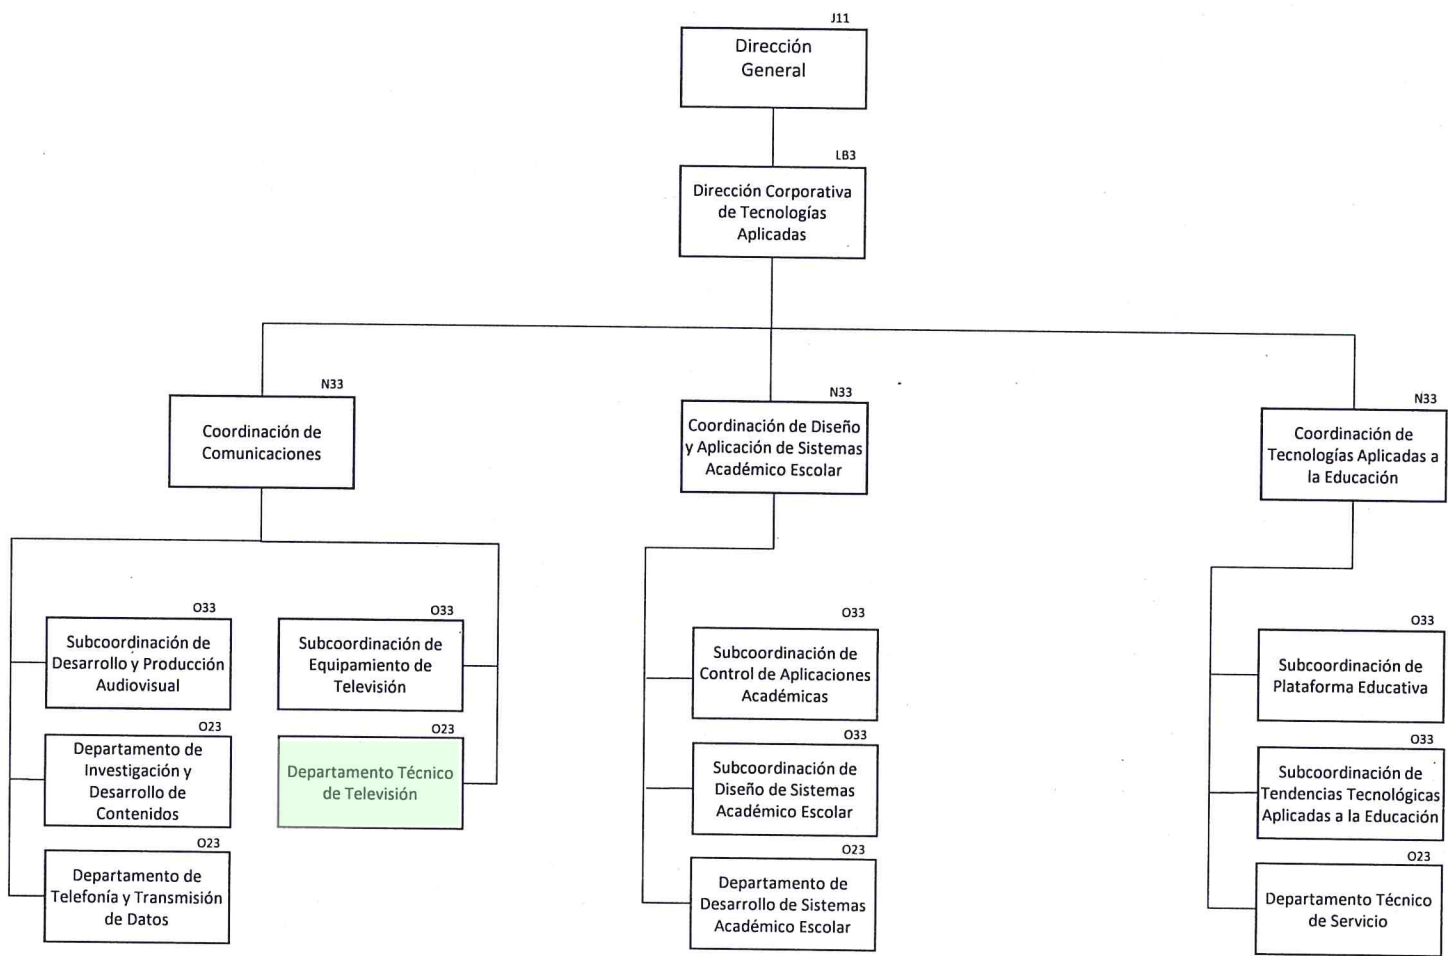 J11
Dirección
General
LB3
Dirección Corporativa
de Tecnologías
Aplicadas
N33
Coordinación de
Comunicaciones
N33
Coordinación de Diseño
y Aplicación de Sistemas
Académico Escolar
N33
Coordinación de
Tecnologías Aplicadas a
la Educación
O33
Subcoordinación de
Desarrollo y Producción
Audiovisual
O33
Subcoordinación de
Equipamiento de
Televisión
O23
Departamento de
Investigación y
Desarrollo de
Contenidos
O23
Departamento Técnico
de Televisión
O23
Departamento de
Telefonía y Transmisión
de Datos
O33
Subcoordinación de
Control de Aplicaciones
Académicas
O33
Subcoordinación de
Diseño de Sistemas
Académico Escolar
O23
Departamento de
Desarrollo de Sistemas
Académico Escolar
O33
Subcoordinación de
Plataforma Educativa
O33
Subcoordinación de
Tendencias Tecnológicas
Aplicadas a la Educación
O23
Departamento Técnico
de Servicio